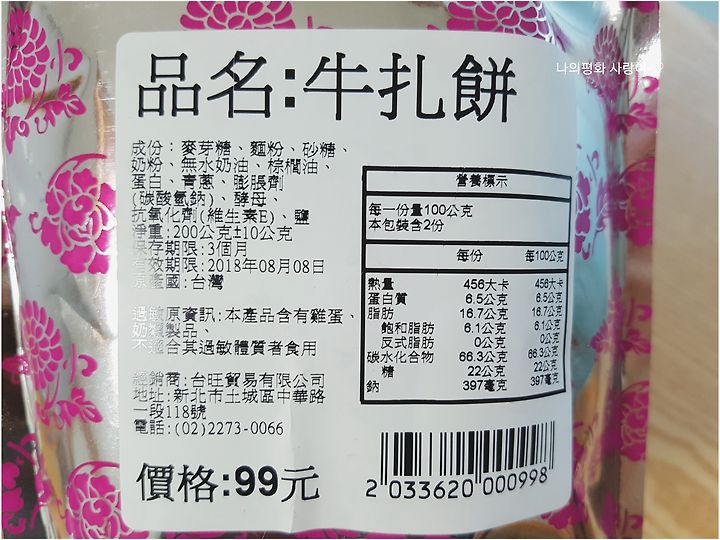 나의평화 사랑이~♡
品名:牛扎餅
成份：麥芽糖、麵粉、砂糖、
奶粉、無水奶油、棕櫚油、
蛋白、青蔥、膨脹劑
(碳酸氫鈉)、酵母、
抗氧化劑(維生素E)、鹽
淨重:200公克±10公克
保存期限:3個月
有效期限:2018年08月08日
原產國:台灣
過敏原資訊:本產品含有雞蛋、
奶類製品、
不適合其過敏體質者食用
經銷商:台旺貿易有限公司
地址:新北市土城區中華路
一段118號
電話:(02)2273-0066
價格:99元
營養標示
每一份量100公克
本包裝含2份
每份 每100公克
熱量 456大卡 456大卡
蛋白質 6.5公克 6.5公克
脂肪 16.7公克 16.7公克
飽和脂肪 6.1公克 6.1公克
反式脂肪 0公克 0公克
碳水化合物 66.3公克 66.3公克
糖 22公克 22公克
鈉 397毫克 397毫克
2 033620 000998